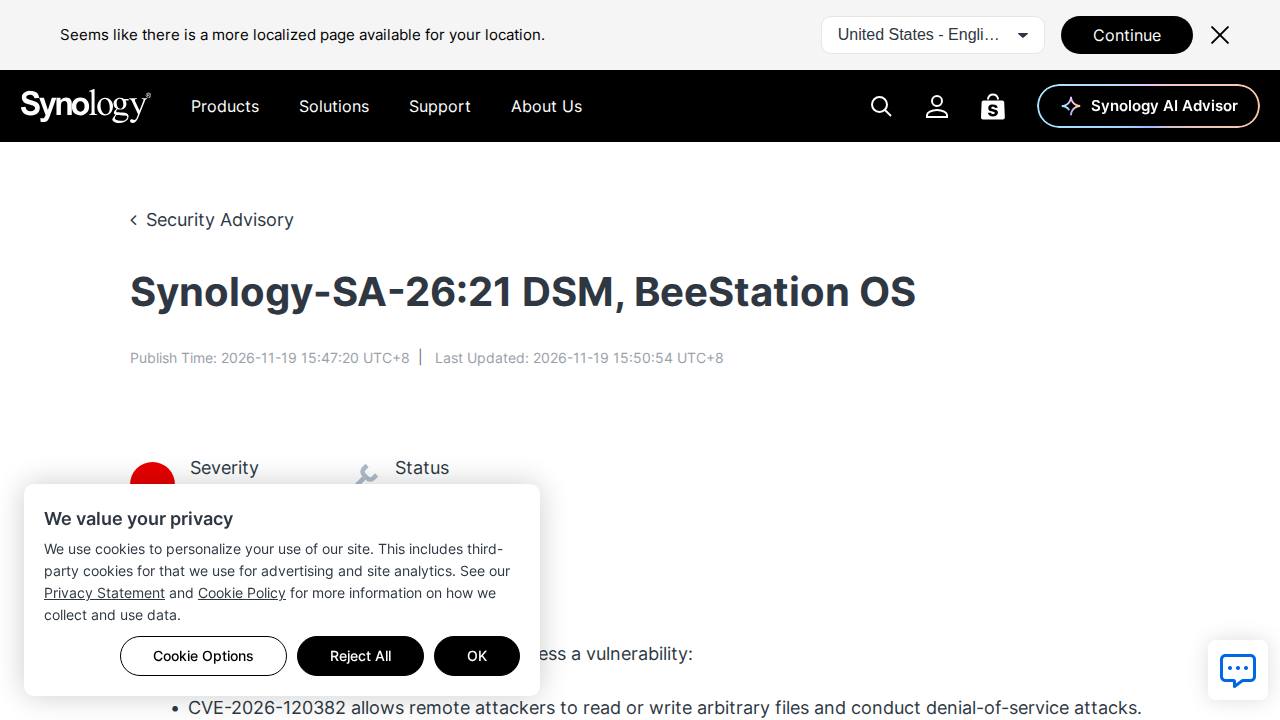 Seems like there is a more localized page available for your location.
United States - Engli...
Continue
Synology®
Products
Solutions
Support
About Us
S
Synology AI Advisor
Security Advisory
Synology-SA-26:21 DSM, BeeStation OS
Publish Time: 2026-11-19 15:47:20 UTC+8 | Last Updated: 2026-11-19 15:50:54 UTC+8
Severity
Status
We value your privacy
We use cookies to personalize your use of our site. This includes third-
party cookies for that we use for advertising and site analytics. See our
Privacy Statement and Cookie Policy for more information on how we
collect and use data.
Cookie Options
Reject All
OK
ess a vulnerability:
• CVE-2026-120382 allows remote attackers to read or write arbitrary files and conduct denial-of-service attacks.